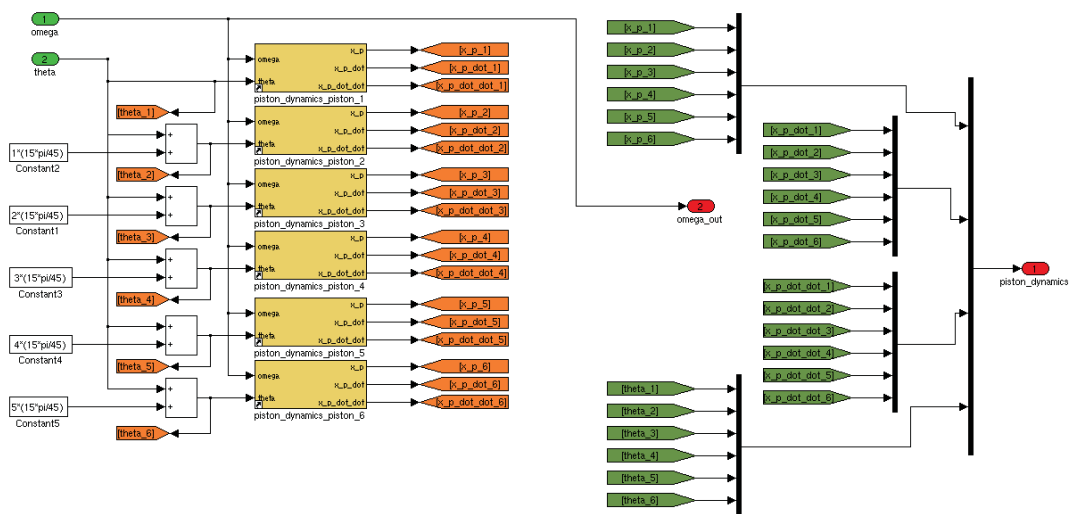 1
omega
2
theta
omega
theta
x_p
x_p_dot
x_p_dot_dot
piston_dynamics_piston_1
[x_p_1]
[x_p_dot_1]
[x_p_dot_dot_1]
[theta_1]
+
+
1*(15*pi/45)
Constant2
omega
theta
x_p
x_p_dot
x_p_dot_dot
piston_dynamics_piston_2
[x_p_2]
[x_p_dot_2]
[x_p_dot_dot_2]
[theta_2]
+
+
2*(15*pi/45)
Constant1
omega
theta
x_p
x_p_dot
x_p_dot_dot
piston_dynamics_piston_3
[x_p_3]
[x_p_dot_3]
[x_p_dot_dot_3]
[theta_3]
+
+
3*(15*pi/45)
Constant3
omega
theta
x_p
x_p_dot
x_p_dot_dot
piston_dynamics_piston_4
[x_p_4]
[x_p_dot_4]
[x_p_dot_dot_4]
[theta_4]
+
+
4*(15*pi/45)
Constant4
omega
theta
x_p
x_p_dot
x_p_dot_dot
piston_dynamics_piston_5
[x_p_5]
[x_p_dot_5]
[x_p_dot_dot_5]
[theta_5]
+
+
5*(15*pi/45)
Constant5
omega
theta
x_p
x_p_dot
x_p_dot_dot
piston_dynamics_piston_6
[x_p_6]
[x_p_dot_6]
[x_p_dot_dot_6]
[theta_6]
[x_p_1]
[x_p_2]
[x_p_3]
[x_p_4]
[x_p_5]
[x_p_6]
[x_p_dot_1]
[x_p_dot_2]
[x_p_dot_3]
[x_p_dot_4]
[x_p_dot_5]
[x_p_dot_6]
2
omega_out
[x_p_dot_dot_1]
[x_p_dot_dot_2]
[x_p_dot_dot_3]
[x_p_dot_dot_4]
[x_p_dot_dot_5]
[x_p_dot_dot_6]
[theta_1]
[theta_2]
[theta_3]
[theta_4]
[theta_5]
[theta_6]
1
piston_dynamics